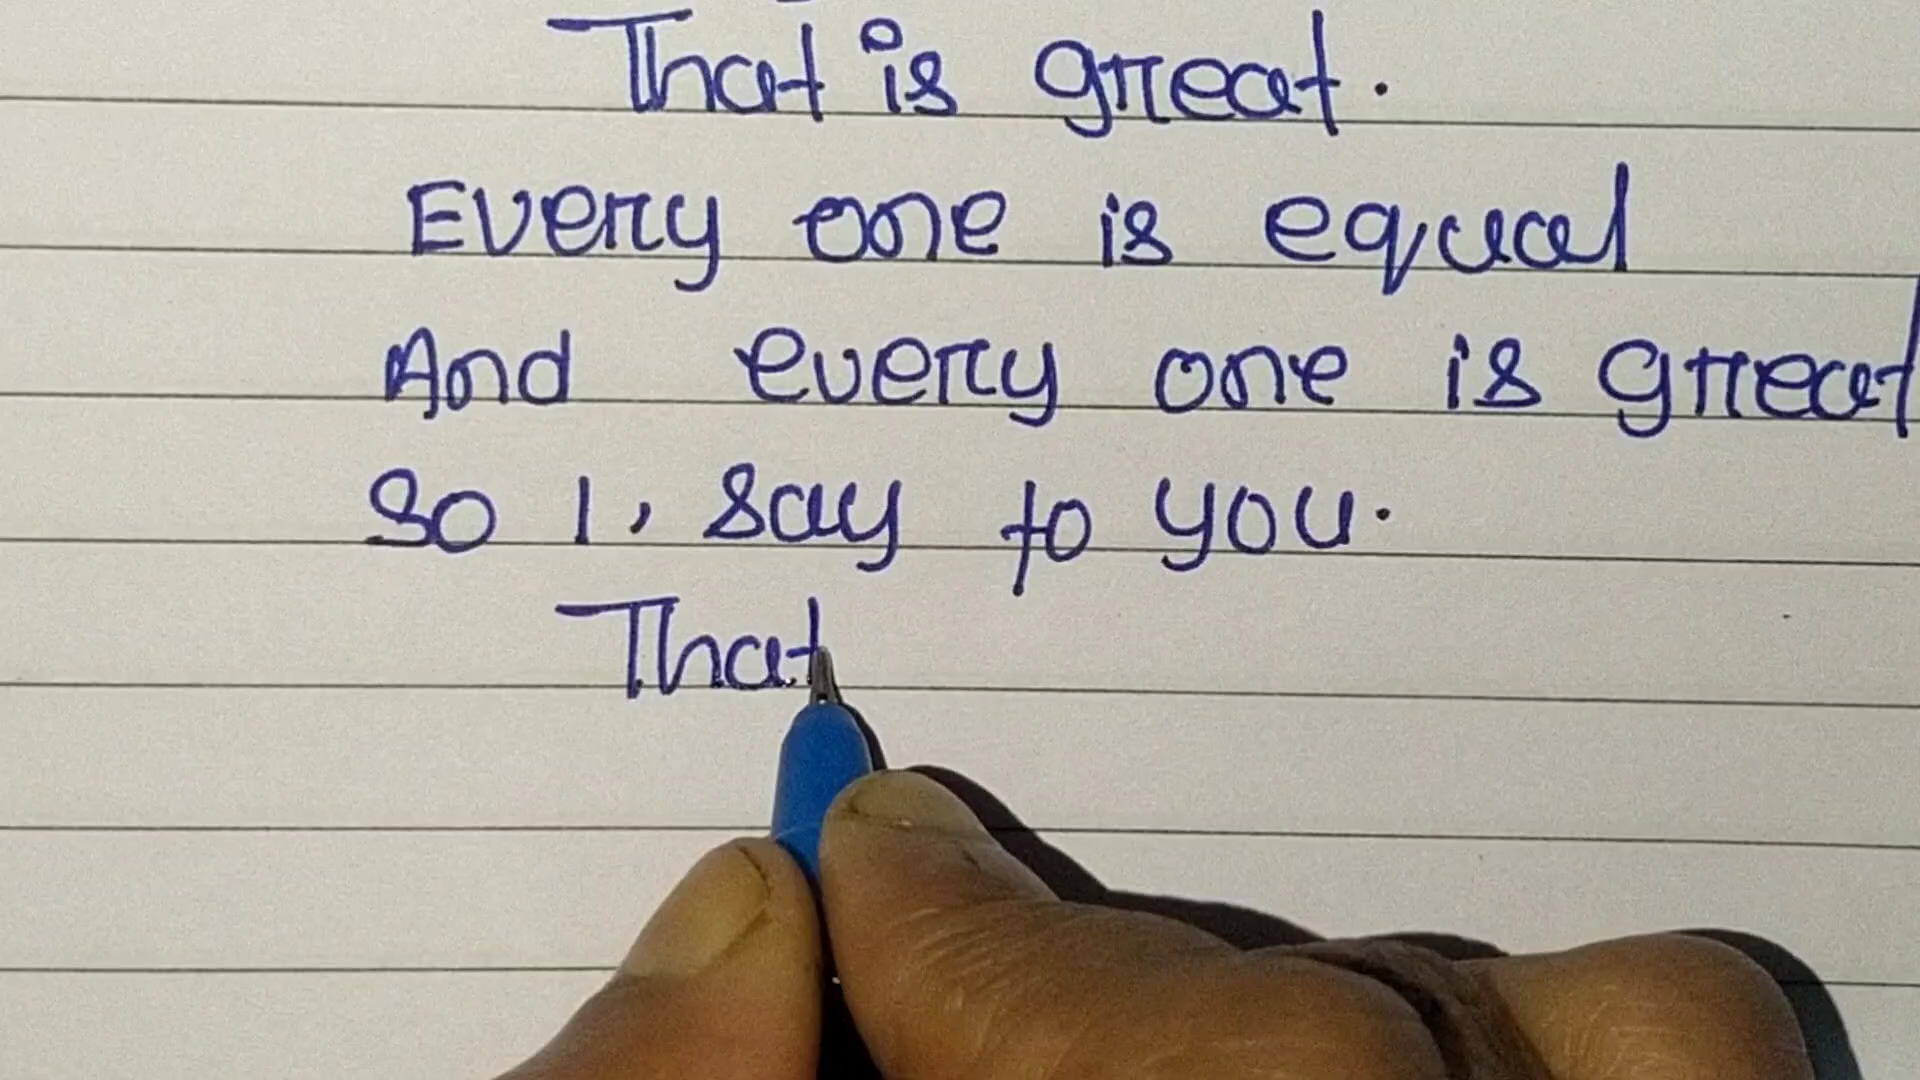 That is great.
Every one is equal
And every one is great
So I, say to you.
That